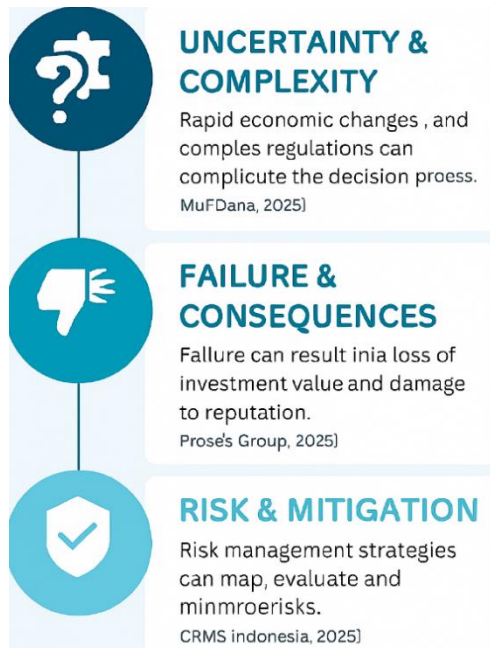 UNCERTAINTY &
COMPLEXITY
Rapid economic changes , and
comples regulations can
complicute the decision proess.
MuFDana, 2025)
FAILURE &
CONSEQUENCES
Fallure can result inia loss of
investment value and damage
to reputation.
Prose's Group, 2025)
RISK & MITIGATION
Risk management strategies
can map, evaluate and
minmroerisks.
CRMS indonesia, 2025)